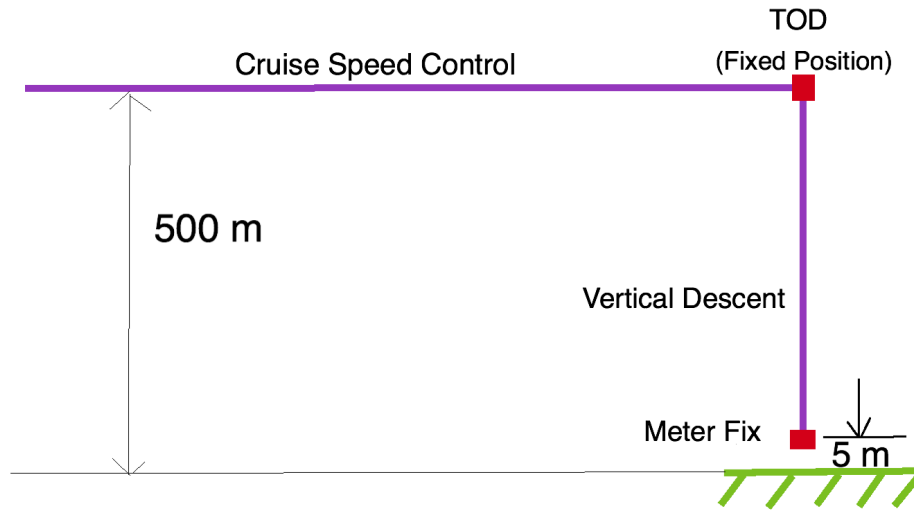 TOD
(Fixed Position)
Cruise Speed Control
500 m
Vertical Descent
Meter Fix
5 m